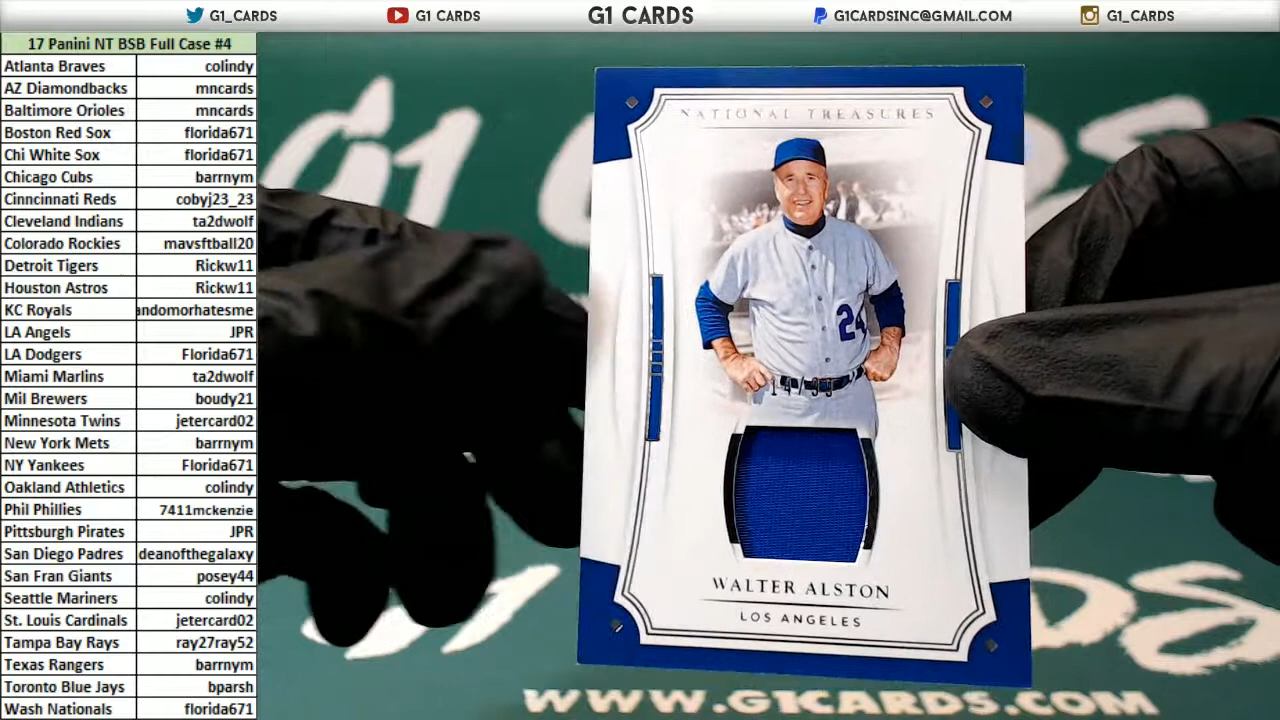 G1_CARDS
G1 CARDS
G1 CARDS
G1CARDSINC@GMAIL.COM
G1_CARDS
17 Panini NT BSB Full Case #4
Atlanta Braves colindy
AZ Diamondbacks mncards
Baltimore Orioles mncards
Boston Red Sox florida671
Chi White Sox florida671
Chicago Cubs barrnym
Cinncinnati Reds cobyj23_23
Cleveland Indians ta2dwolf
Colorado Rockies mavsftball20
Detroit Tigers Rickw11
Houston Astros Rickw11
KC Royals andomorhatesme
LA Angels JPR
LA Dodgers Florida671
Miami Marlins ta2dwolf
Mil Brewers boudy21
Minnesota Twins jetercard02
New York Mets barrnym
NY Yankees Florida671
Oakland Athletics colindy
Phil Phillies 7411mckenzie
Pittsburgh Pirates JPR
San Diego Padres deanofthegalaxy
San Fran Giants posey44
Seattle Mariners colindy
St. Louis Cardinals jetercard02
Tampa Bay Rays ray27ray52
Texas Rangers barrnym
Toronto Blue Jays bparsh
Wash Nationals florida671
NATIONAL TREASURES
24
WALTER ALSTON
LOS ANGELES
G1
WWW.G1CARDS.COM